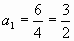 a₁ = 6/4 = 3/2